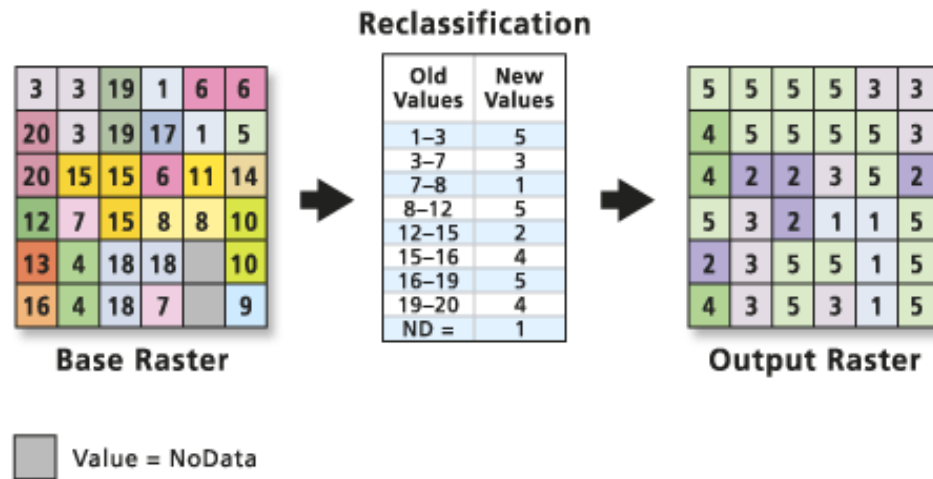 Reclassification
Old Values New Values
1–3 5
3–7 3
7–8 1
8–12 5
12–15 2
15–16 4
16–19 5
19–20 4
ND = 1
3 3 19 1 6 6
20 3 19 17 1 5
20 15 15 6 11 14
12 7 15 8 8 10
13 4 18 18 10
16 4 18 7 9
Base Raster
5 5 5 5 3 3
4 5 5 5 5 3
4 2 2 3 5 2
5 3 2 1 1 5
2 3 5 5 1 5
4 3 5 3 1 5
Output Raster
Value = NoData